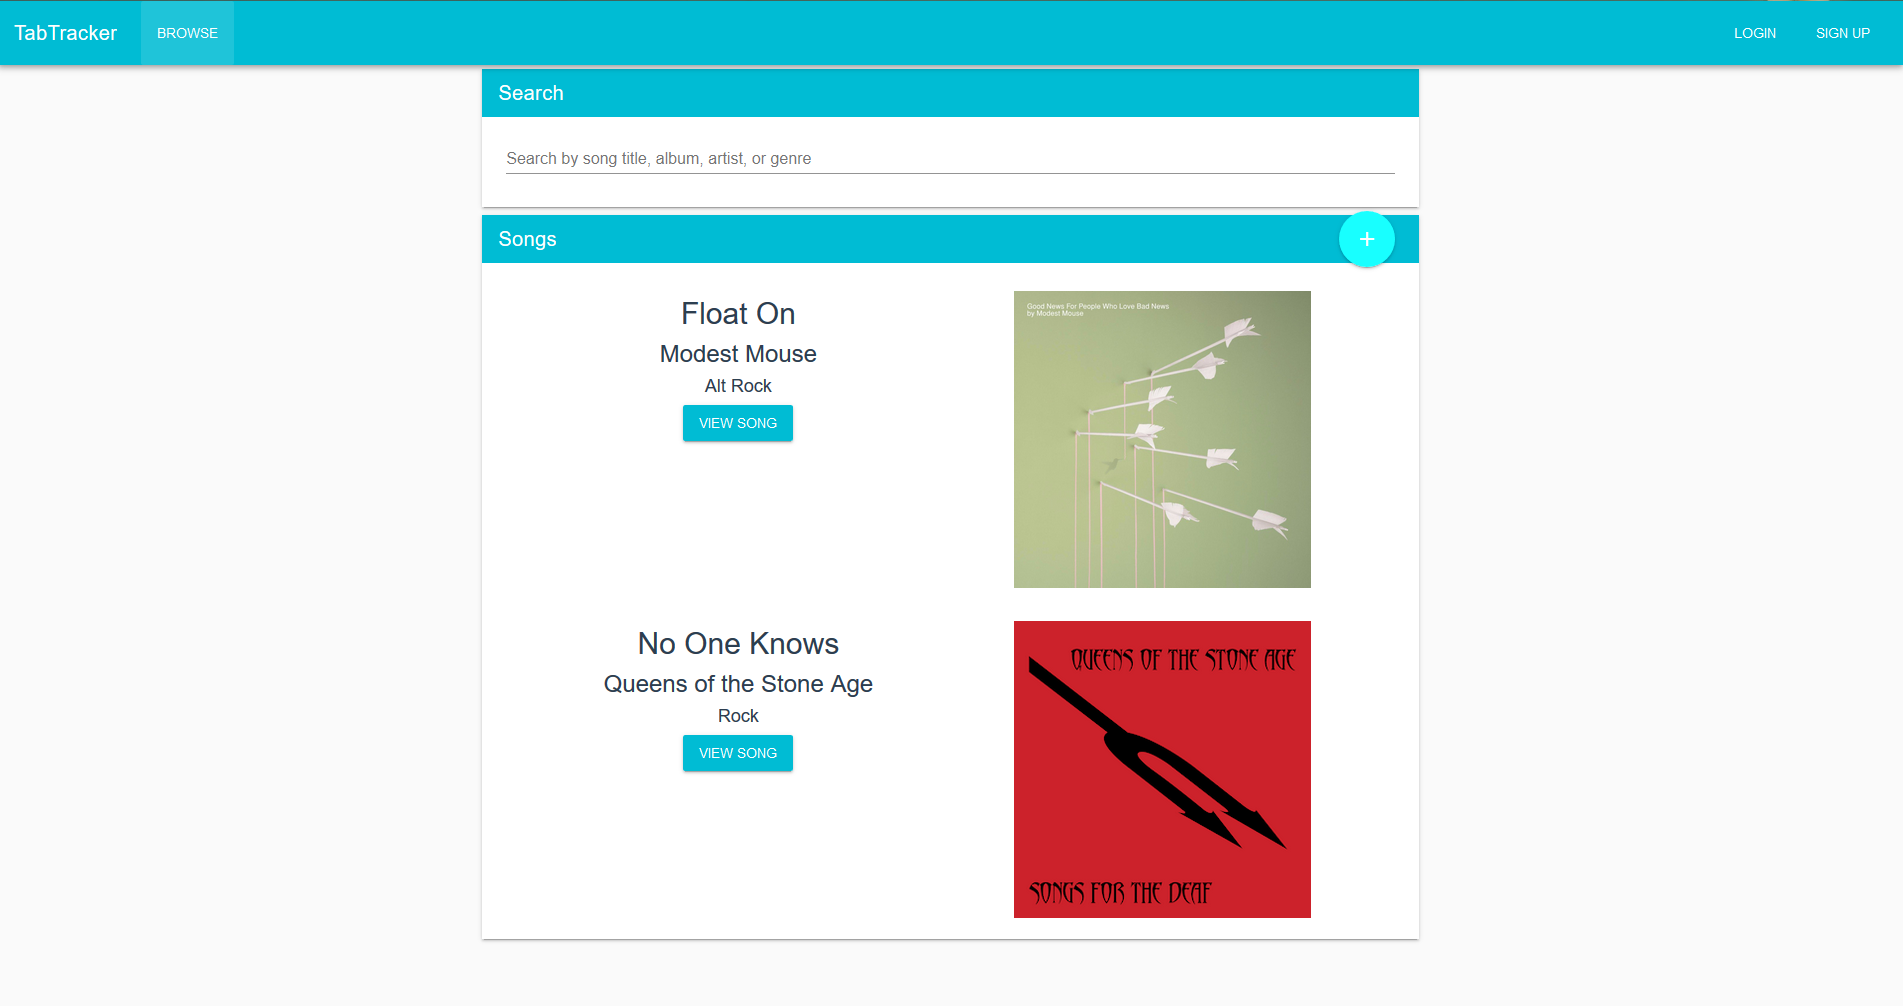 TabTracker BROWSE LOGIN SIGN UP
Search
Search by song title, album, artist, or genre
Songs
+
Float On
Modest Mouse
Alt Rock
VIEW SONG
Good News For People Who Love Bad News
by Modest Mouse
No One Knows
Queens of the Stone Age
Rock
VIEW SONG
QUEENS OF THE STONE AGE
SONGS FOR THE DEAF